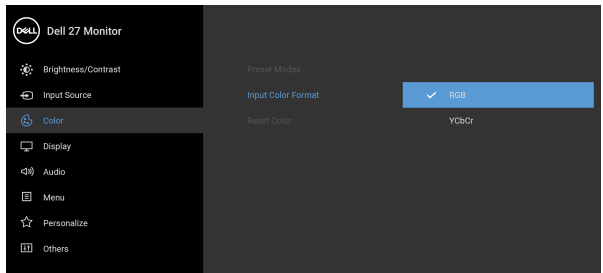 DELL Dell 27 Monitor
Brightness/Contrast
Input Source
Color
Display
Audio
Menu
Personalize
Others
Preset Modes
Input Color Format
Reset Color
RGB
YCbCr